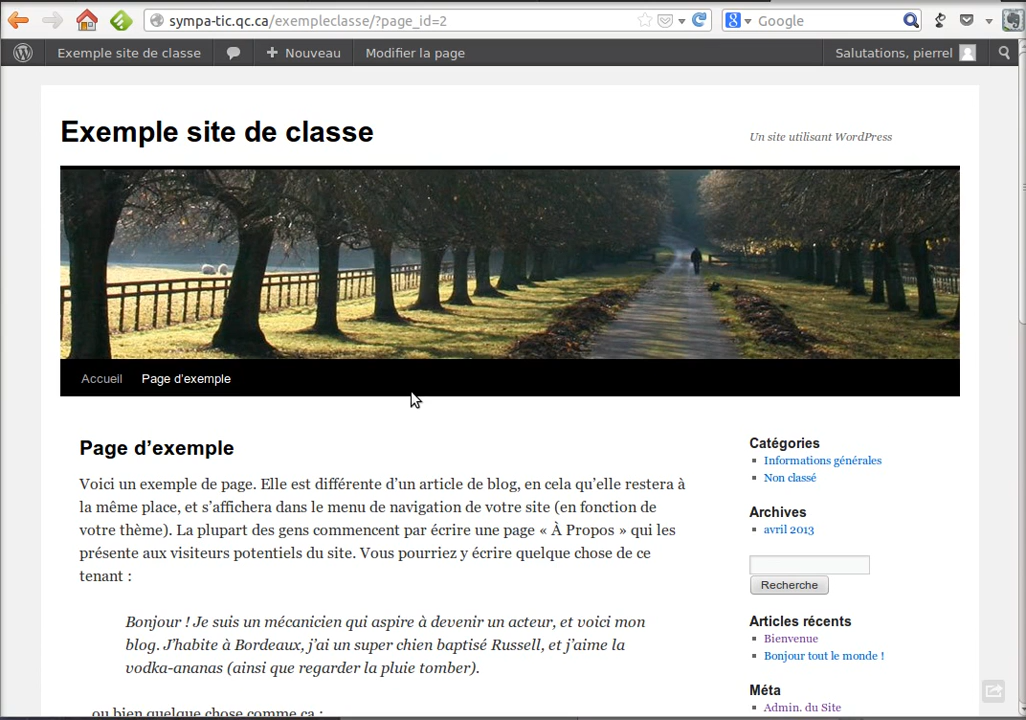 sympa-tic.qc.ca/exempleclasse/?page_id=2
Google
Exemple site de classe
Nouveau
Modifier la page
Salutations, pierrel
Exemple site de classe
Un site utilisant WordPress
Accueil
Page d’exemple
Page d’exemple
Voici un exemple de page. Elle est différente d’un article de blog, en cela qu’elle restera à
la même place, et s’affichera dans le menu de navigation de votre site (en fonction de
votre thème). La plupart des gens commencent par écrire une page « À Propos » qui les
présente aux visiteurs potentiels du site. Vous pourriez y écrire quelque chose de ce
tenant :
Bonjour ! Je suis un mécanicien qui aspire à devenir un acteur, et voici mon
blog. J’habite à Bordeaux, j’ai un super chien baptisé Russell, et j’aime la
vodka-ananas (ainsi que regarder la pluie tomber).
ou bien quelque chose comme ça :
Catégories
Informations générales
Non classé
Archives
avril 2013
Recherche
Articles récents
Bienvenue
Bonjour tout le monde !
Méta
Admin. du Site